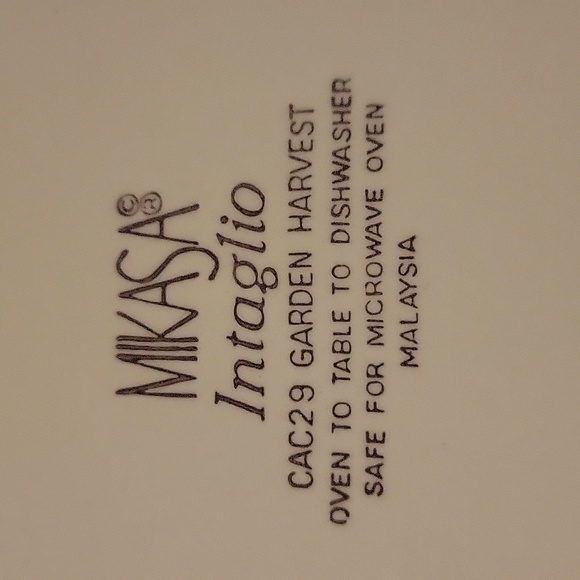 MIKASA©®
Intaglio
CAC29 GARDEN HARVEST
OVEN TO TABLE TO DISHWASHER
SAFE FOR MICROWAVE OVEN
MALAYSIA